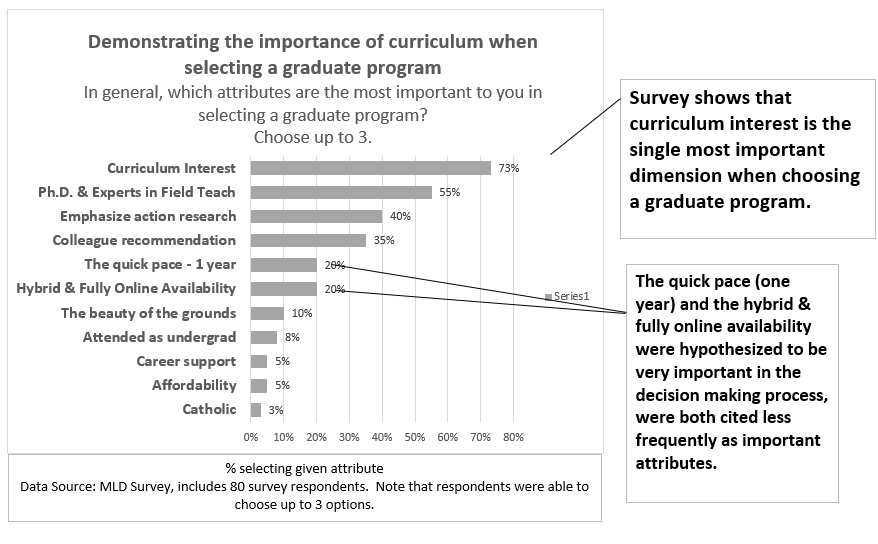 Demonstrating the importance of curriculum when
selecting a graduate program
In general, which attributes are the most important to you in
selecting a graduate program?
Choose up to 3.
Curriculum Interest 73%
Ph.D. & Experts in Field Teach 55%
Emphasize action research 40%
Colleague recommendation 35%
The quick pace - 1 year 20%
Hybrid & Fully Online Availability 20%
Series1
The beauty of the grounds 10%
Attended as undergrad 8%
Career support 5%
Affordability 5%
Catholic 3%
0% 10% 20% 30% 40% 50% 60% 70% 80%
% selecting given attribute
Data Source: MLD Survey, includes 80 survey respondents. Note that respondents were able to
choose up to 3 options.
Survey shows that
curriculum interest is the
single most important
dimension when choosing
a graduate program.
The quick pace (one
year) and the hybrid &
fully online availability
were hypothesized to be
very important in the
decision making process,
were both cited less
frequently as important
attributes.